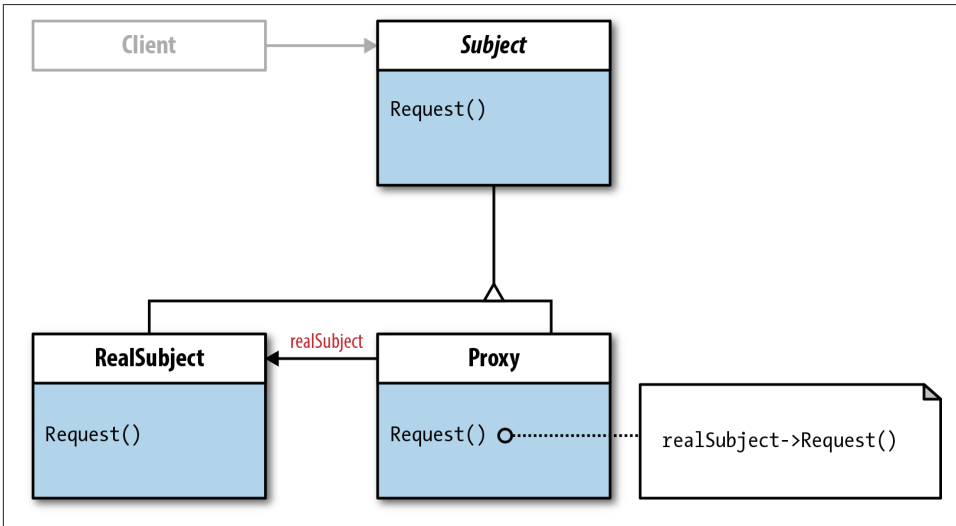 Client
Subject
Request()
realSubject
RealSubject
Proxy
Request()
Request()
realSubject->Request()